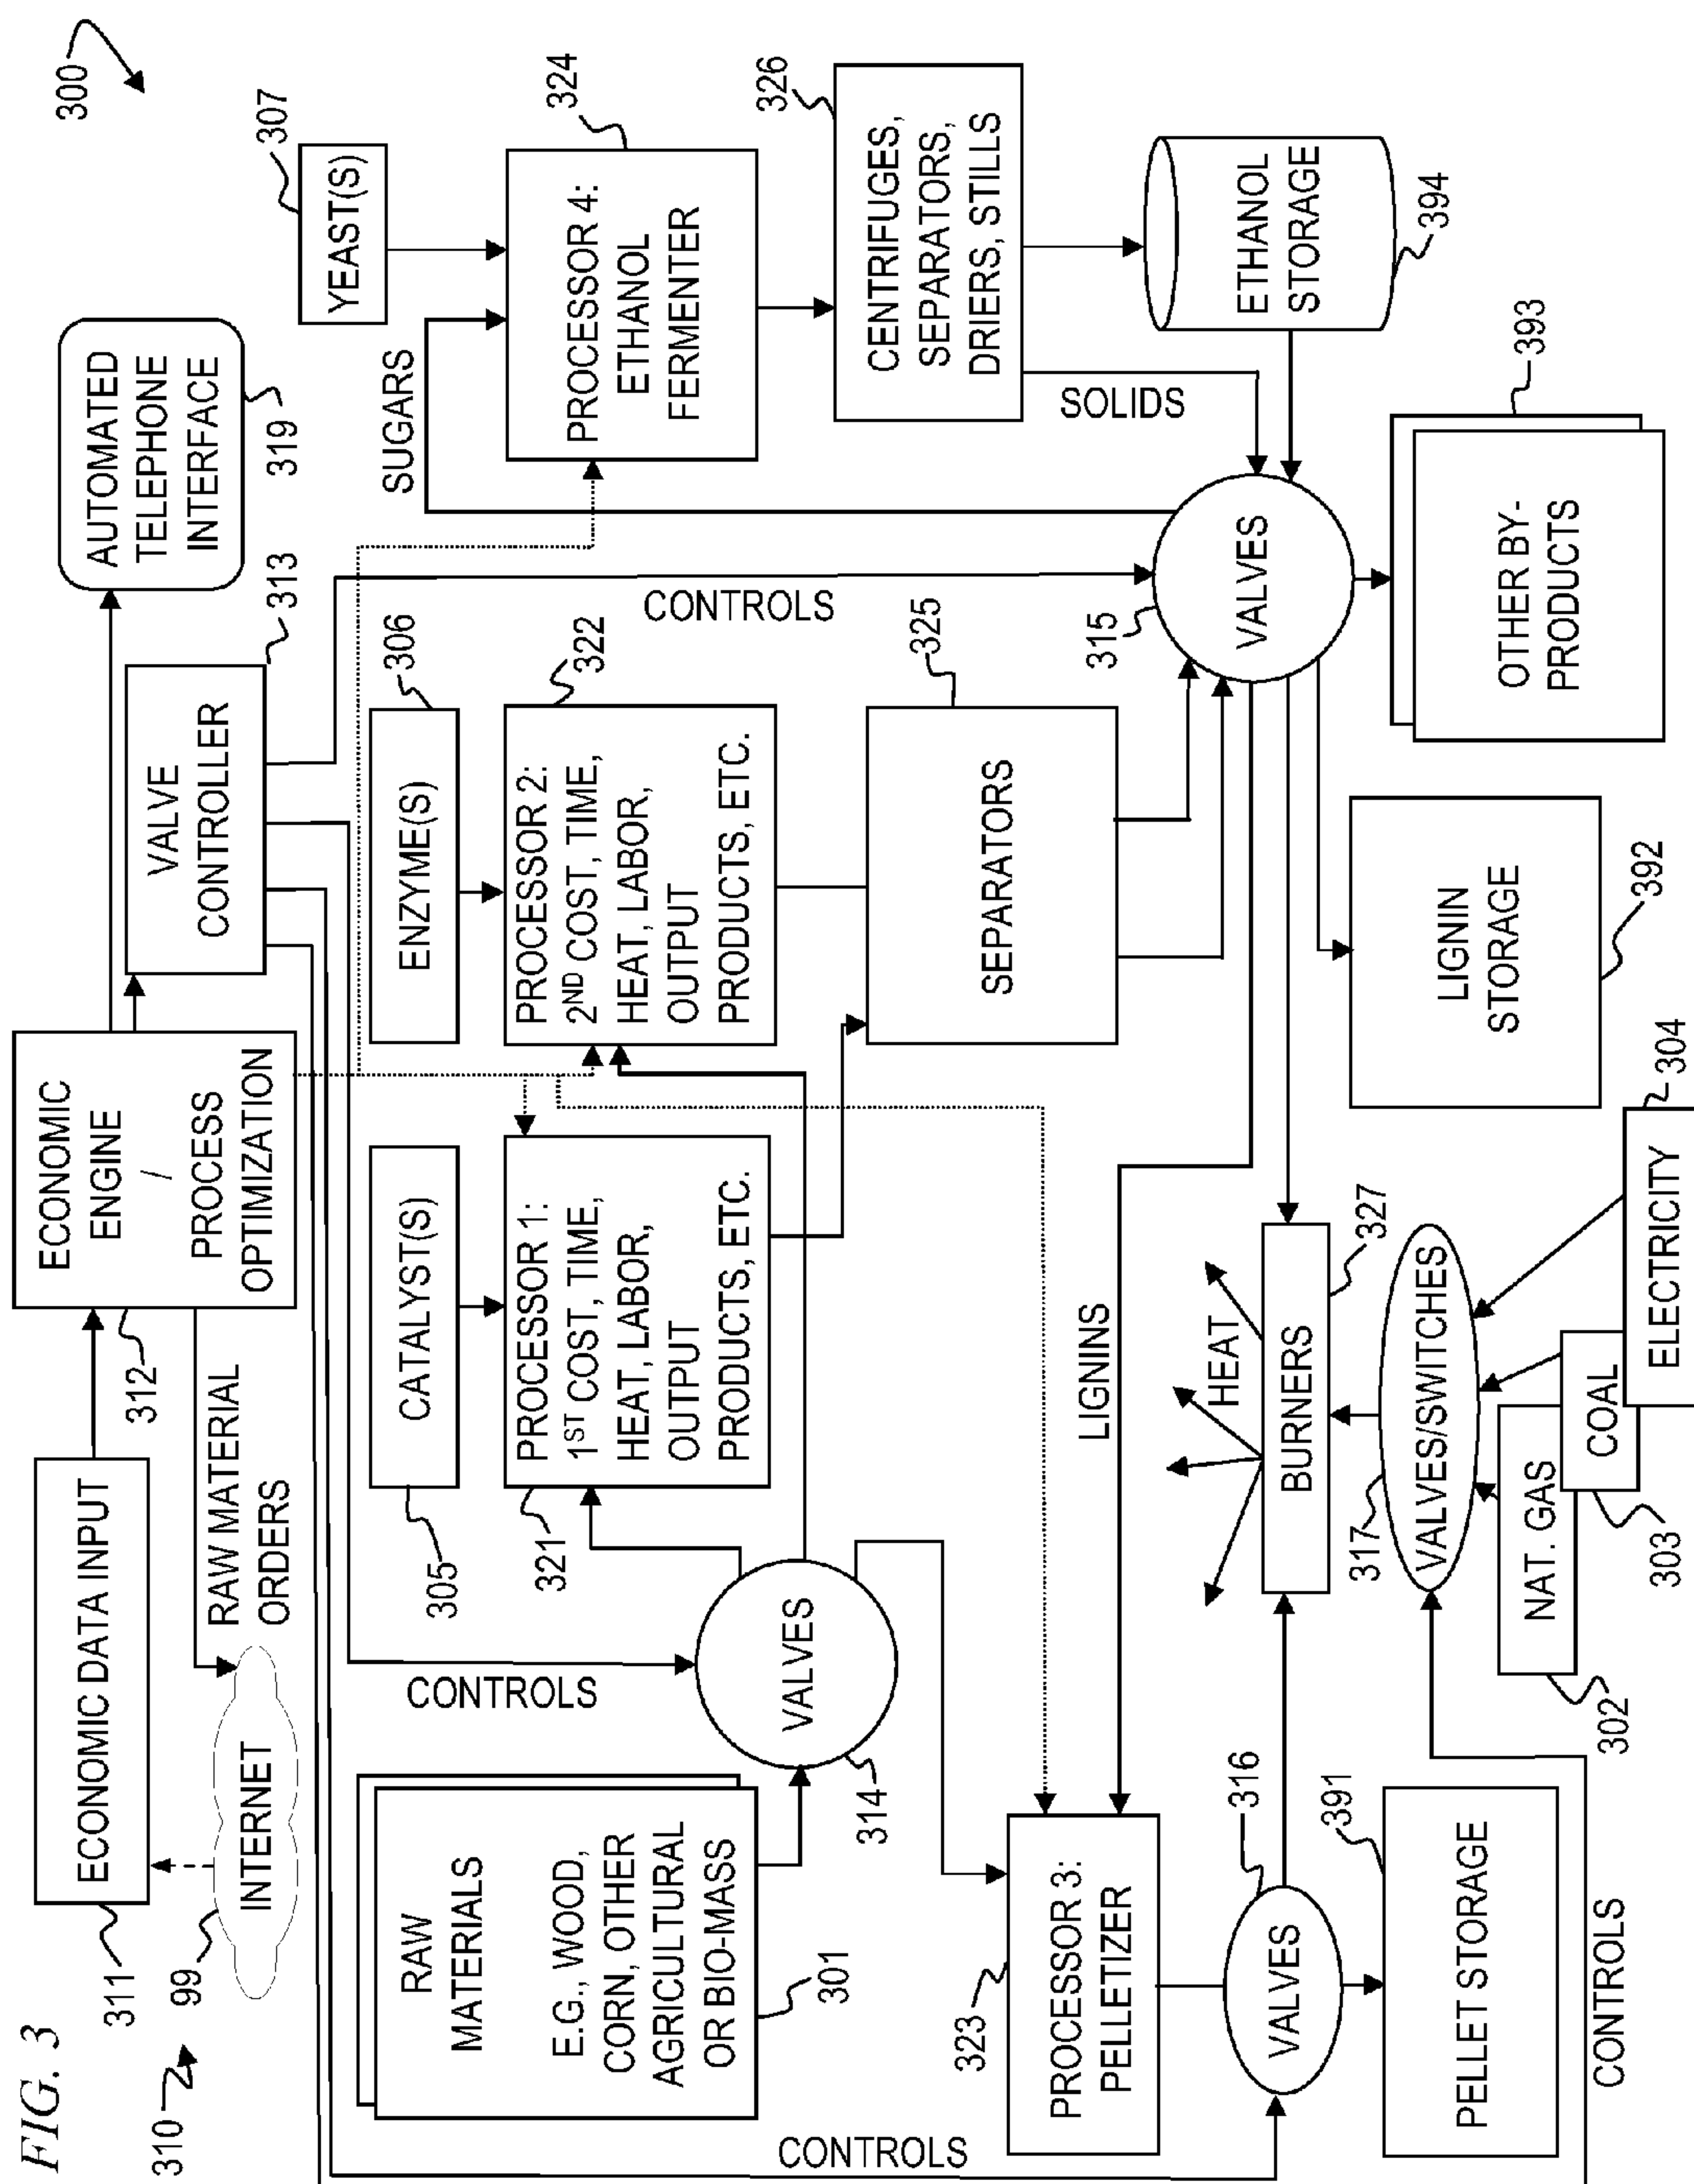 FIG. 3
300
310
ECONOMIC DATA INPUT
311
INTERNET
99
ECONOMIC
ENGINE
/
PROCESS
OPTIMIZATION
312
RAW MATERIAL
ORDERS
VALVE
CONTROLLER
313
AUTOMATED
TELEPHONE
INTERFACE
319
YEAST(S)
307
RAW
MATERIALS
E.G., WOOD,
CORN, OTHER
AGRICULTURAL
OR BIO-MASS
301
CONTROLS
VALVES
314
CATALYST(S)
305
PROCESSOR 1:
1ST COST, TIME,
HEAT, LABOR,
OUTPUT
PRODUCTS, ETC.
321
ENZYME(S)
306
PROCESSOR 2:
2ND COST, TIME,
HEAT, LABOR,
OUTPUT
PRODUCTS, ETC.
322
CONTROLS
SUGARS
PROCESSOR 4:
ETHANOL
FERMENTER
324
SEPARATORS
325
CENTRIFUGES,
SEPARATORS,
DRIERS, STILLS
326
SOLIDS
CONTROLS
PROCESSOR 3:
PELLETIZER
323
LIGNINS
VALVES
315
ETHANOL
STORAGE
394
VALVES
316
HEAT
BURNERS
327
PELLET STORAGE
391
VALVES/SWITCHES
317
LIGNIN
STORAGE
392
OTHER BY-
PRODUCTS
393
CONTROLS
NAT. GAS
302
COAL
303
ELECTRICITY
304